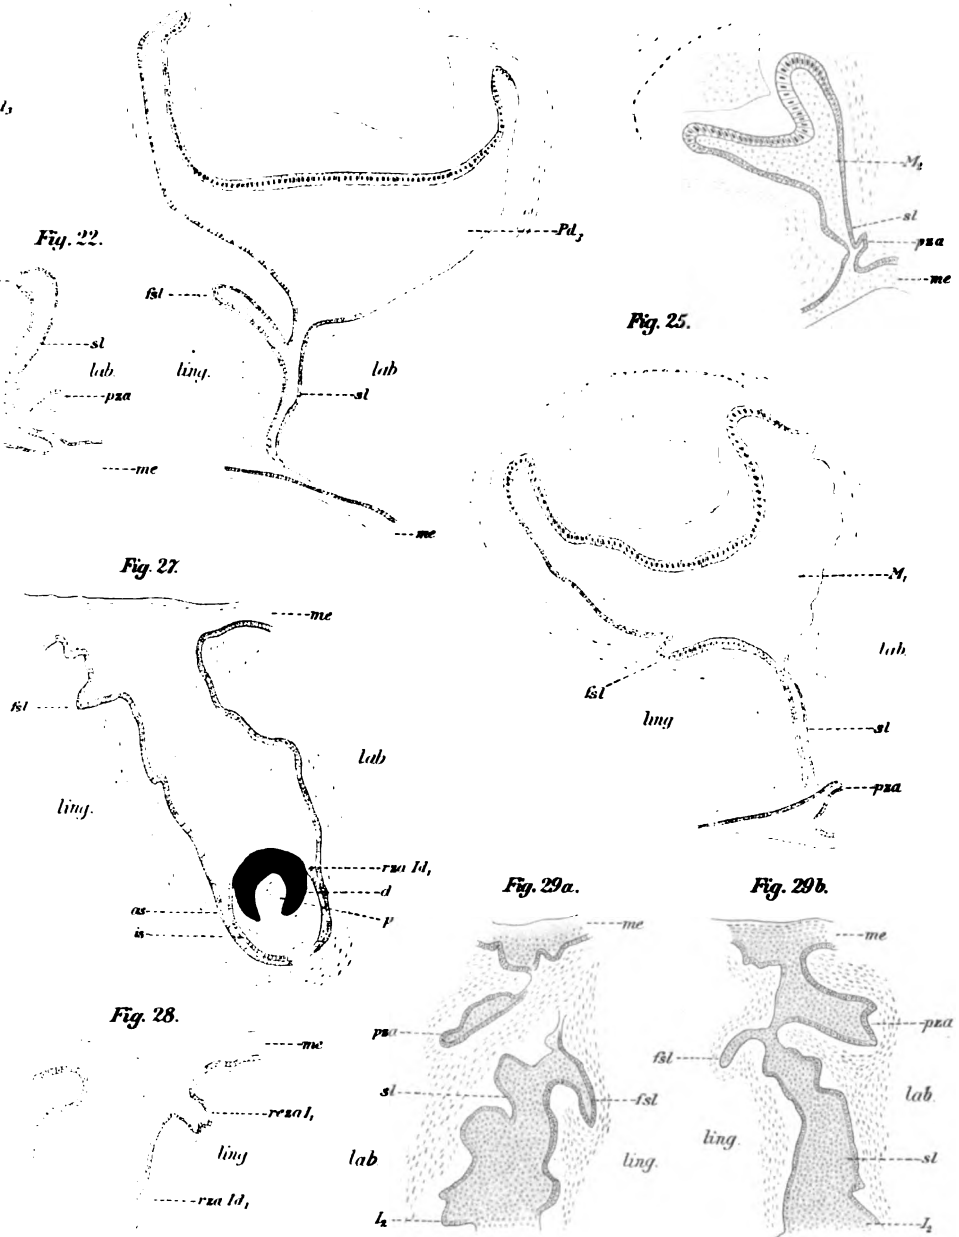 Fig. 22.
sl
lab.
pza
me
fsl
ling.
Pd3
lab
sl
me
M2
sl
pza
me
Fig. 25.
M1
lab.
fsl
ling
sl
pza
Fig. 27.
me
fsl
lab
ling.
rza Id1
d
p
as
is
Fig. 28.
me
reza I1
ling
rza Id1
Fig. 29a.
me
pza
sl
fsl
lab
ling.
I2
Fig. 29b.
me
pza
fsl
lab.
ling.
sl
I2